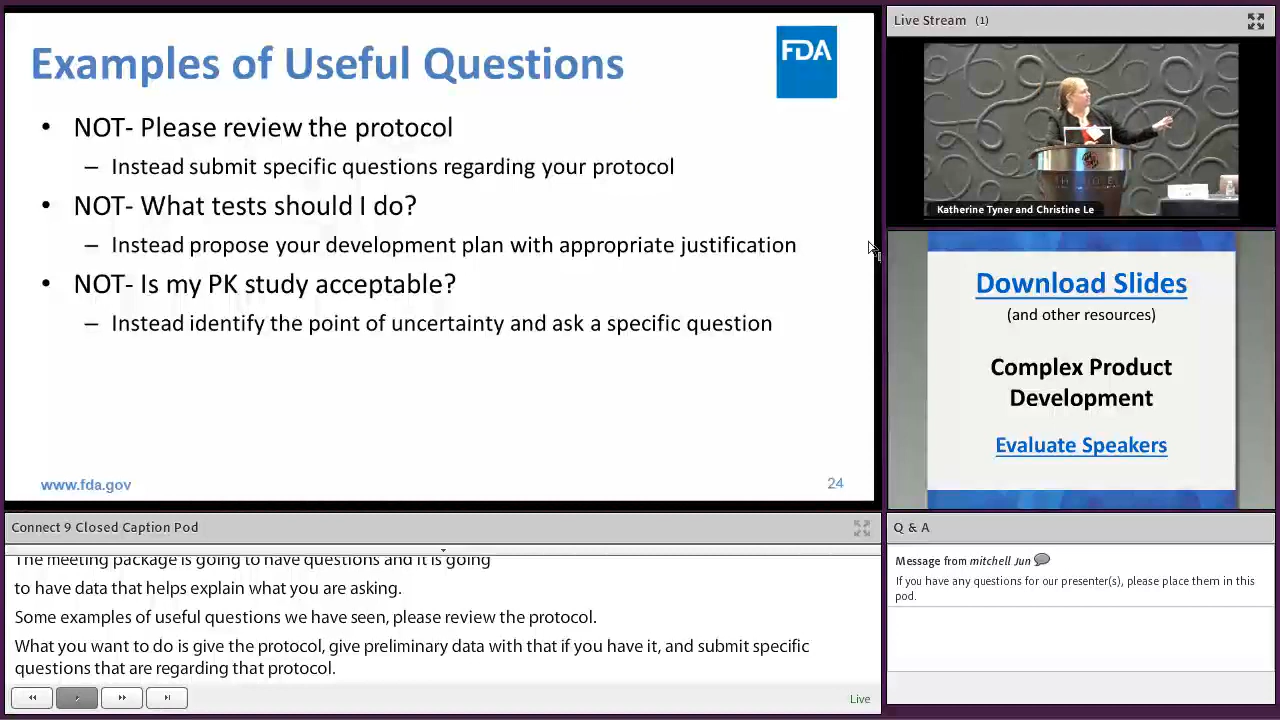 Examples of Useful Questions
FDA
• NOT- Please review the protocol
– Instead submit specific questions regarding your protocol
• NOT- What tests should I do?
– Instead propose your development plan with appropriate justification
• NOT- Is my PK study acceptable?
– Instead identify the point of uncertainty and ask a specific question
www.fda.gov
24
Live Stream (1)
Katherine Tyner and Christine Le
Download Slides
(and other resources)
Complex Product
Development
Evaluate Speakers
Connect 9 Closed Caption Pod
The meeting package is going to have questions and it is going
to have data that helps explain what you are asking.
Some examples of useful questions we have seen, please review the protocol.
What you want to do is give the protocol, give preliminary data with that if you have it, and submit specific
questions that are regarding that protocol.
Live
Q & A
Message from mitchell Jun
If you have any questions for our presenter(s), please place them in this
pod.